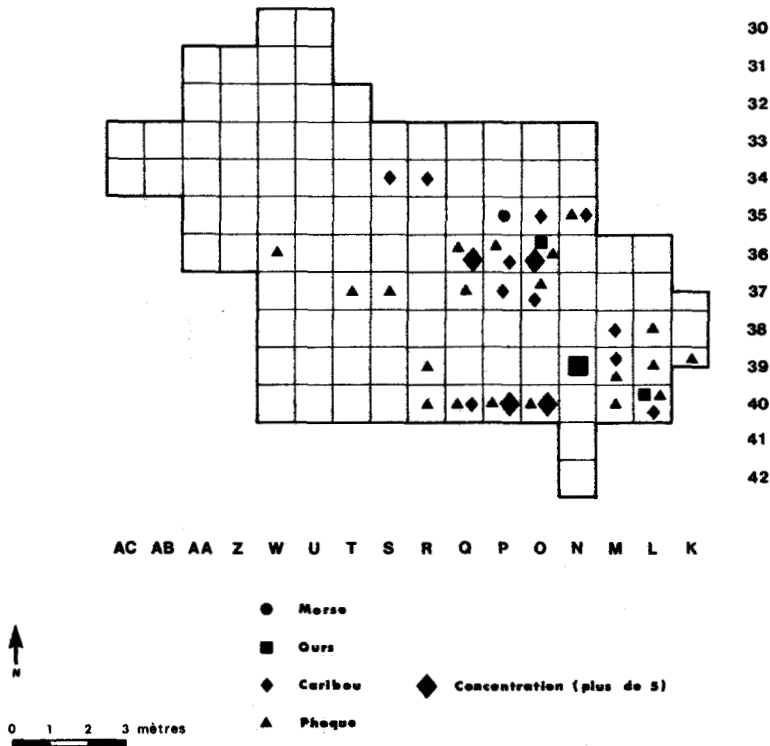 30
31
32
33
34
35
36
37
38
39
40
41
42
AC AB AA Z W U T S R Q P O N M L K
Morse
Ours
Caribou Concentration (plus de 5)
Phoque
N
0 1 2 3 mètres